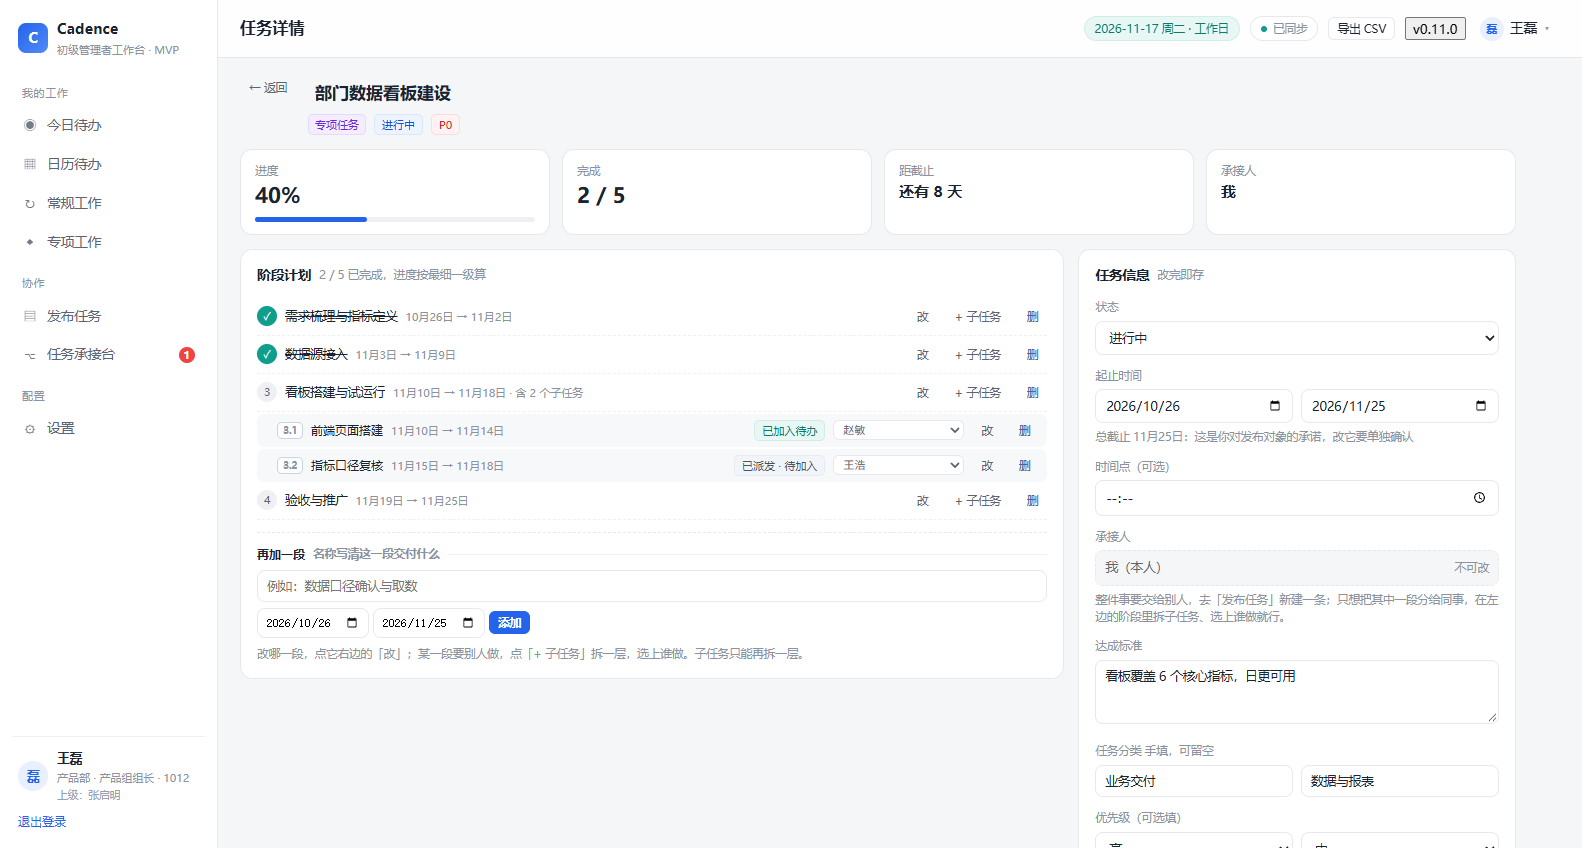 C
Cadence
初级管理者工作台 · MVP
我的工作
今日待办
日历待办
常规工作
专项工作
协作
发布任务
任务承接台
1
配置
设置
磊
王磊
产品部 · 产品组组长 · 1012
上级：张启明
退出登录
任务详情
2026-11-17 周二 · 工作日
已同步
导出 CSV
v0.11.0
磊
王磊
← 返回
部门数据看板建设
专项任务
进行中
P0
进度
40%
完成
2 / 5
距截止
还有 8 天
承接人
我
阶段计划 2 / 5 已完成，进度按最细一级算
✓ 需求梳理与指标定义 10月26日 → 11月2日 改 + 子任务 删
✓ 数据源接入 11月3日 → 11月9日 改 + 子任务 删
3 看板搭建与试运行 11月10日 → 11月18日 · 含 2 个子任务 改 + 子任务 删
3.1 前端页面搭建 11月10日 → 11月14日 已加入待办 赵敏 改 删
3.2 指标口径复核 11月15日 → 11月18日 已派发 · 待加入 王浩 改 删
4 验收与推广 11月19日 → 11月25日 改 + 子任务 删
再加一段 名称写清这一段交付什么
例如：数据口径确认与取数
2026/10/26 2026/11/25 添加
改哪一段，点它右边的「改」；某一段要别人做，点「+ 子任务」拆一层，选上谁做。子任务只能再拆一层。
任务信息 改完即存
状态
进行中
起止时间
2026/10/26 2026/11/25
总截止 11月25日：这是你对发布对象的承诺，改它要单独确认
时间点（可选）
--:--
承接人
我（本人） 不可改
整件事要交给别人，去「发布任务」新建一条；只想把其中一段分给同事，在左
边的阶段里拆子任务、选上谁做就行。
达成标准
看板覆盖 6 个核心指标，日更可用
任务分类 手填，可留空
业务交付 数据与报表
优先级（可选填）